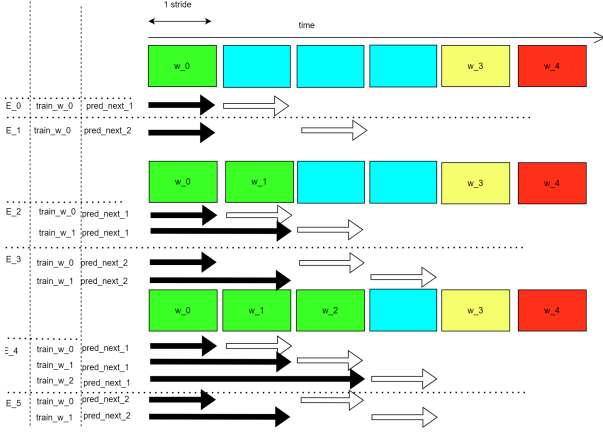 1 stride
time
w_0 w_3 w_4
E_0 train_w_0 pred_next_1
E_1 train_w_0 pred_next_2
w_0 w_1 w_3 w_4
E_2 train_w_0 pred_next_1
train_w_1 pred_next_1
E_3 train_w_0 pred_next_2
train_w_1 pred_next_2
w_0 w_1 w_2 w_3 w_4
E_4 train_w_0 pred_next_1
train_w_1 pred_next_1
train_w_2 pred_next_1
E_5 train_w_0 pred_next_2
train_w_1 pred_next_2